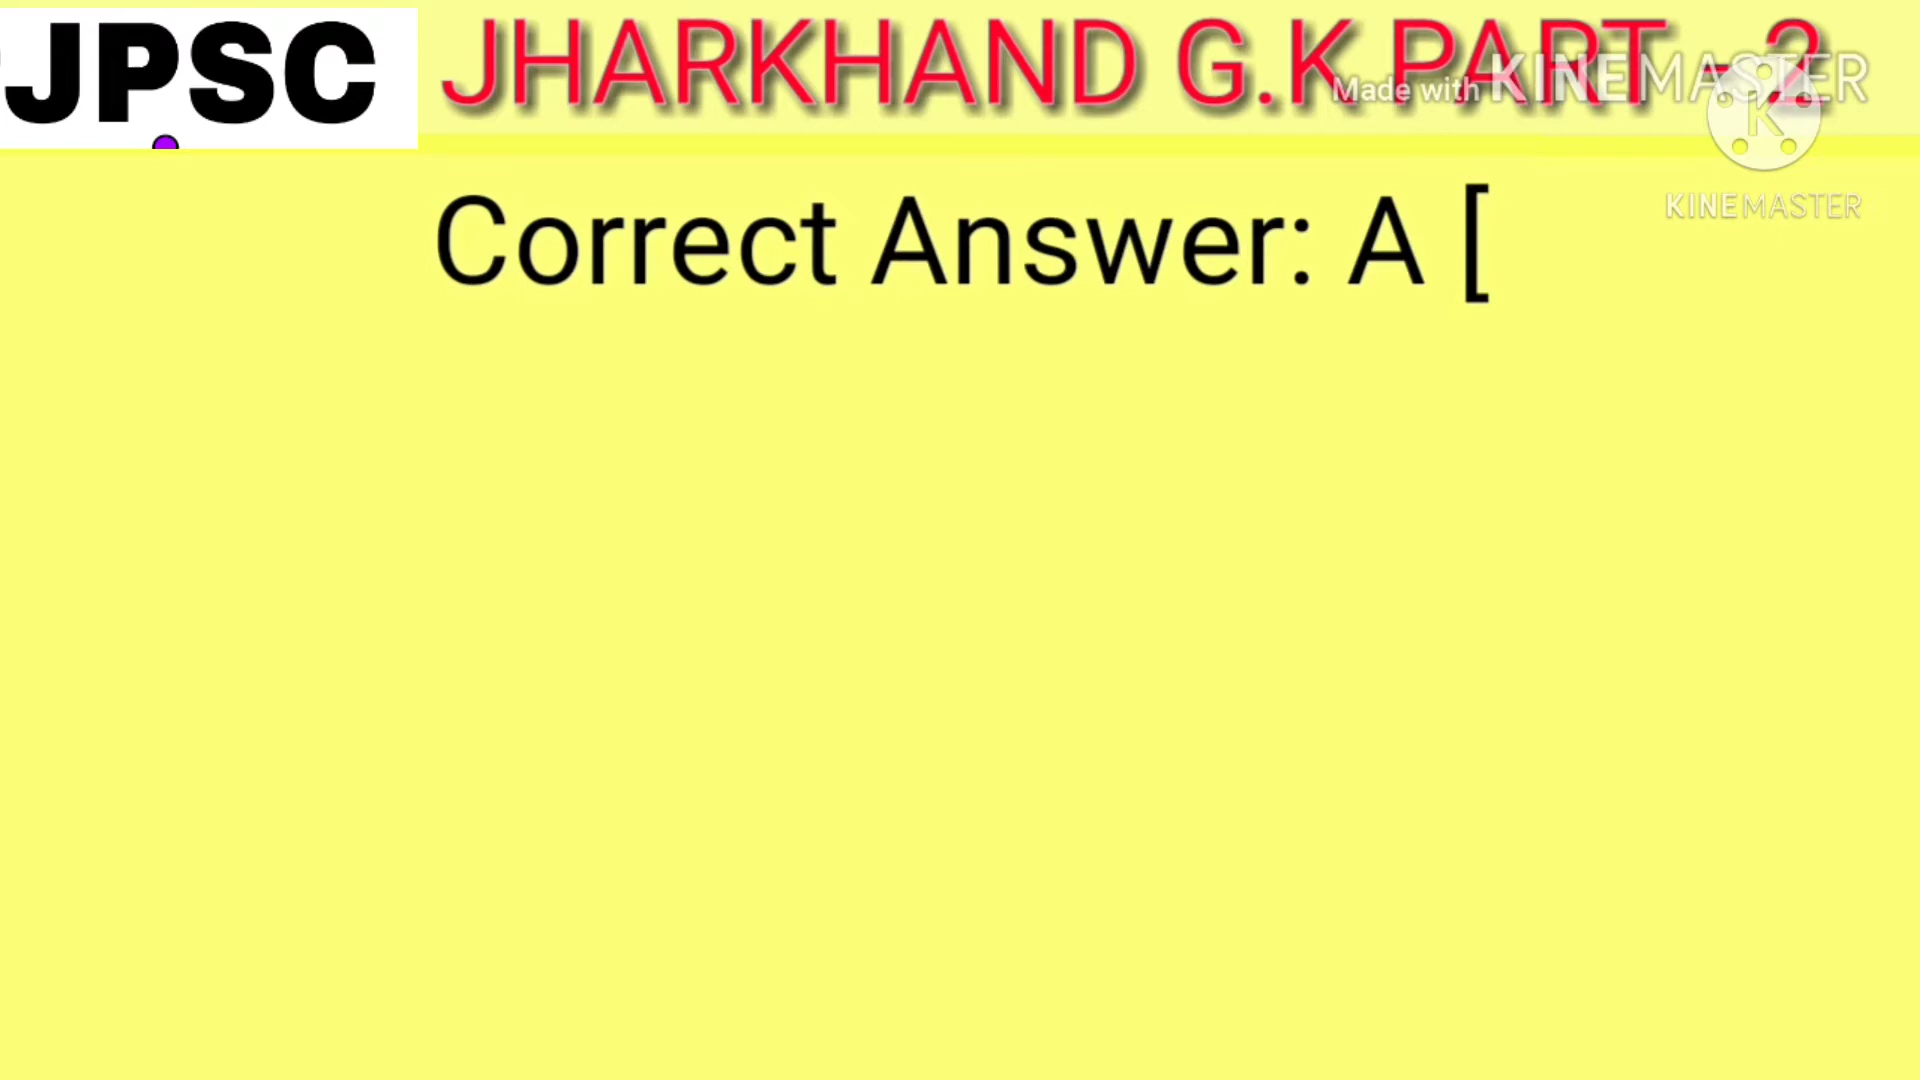 JPSC
JHARKHAND G.K PART -2
Made with KINEMASTER
K
KINEMASTER
Correct Answer: A [